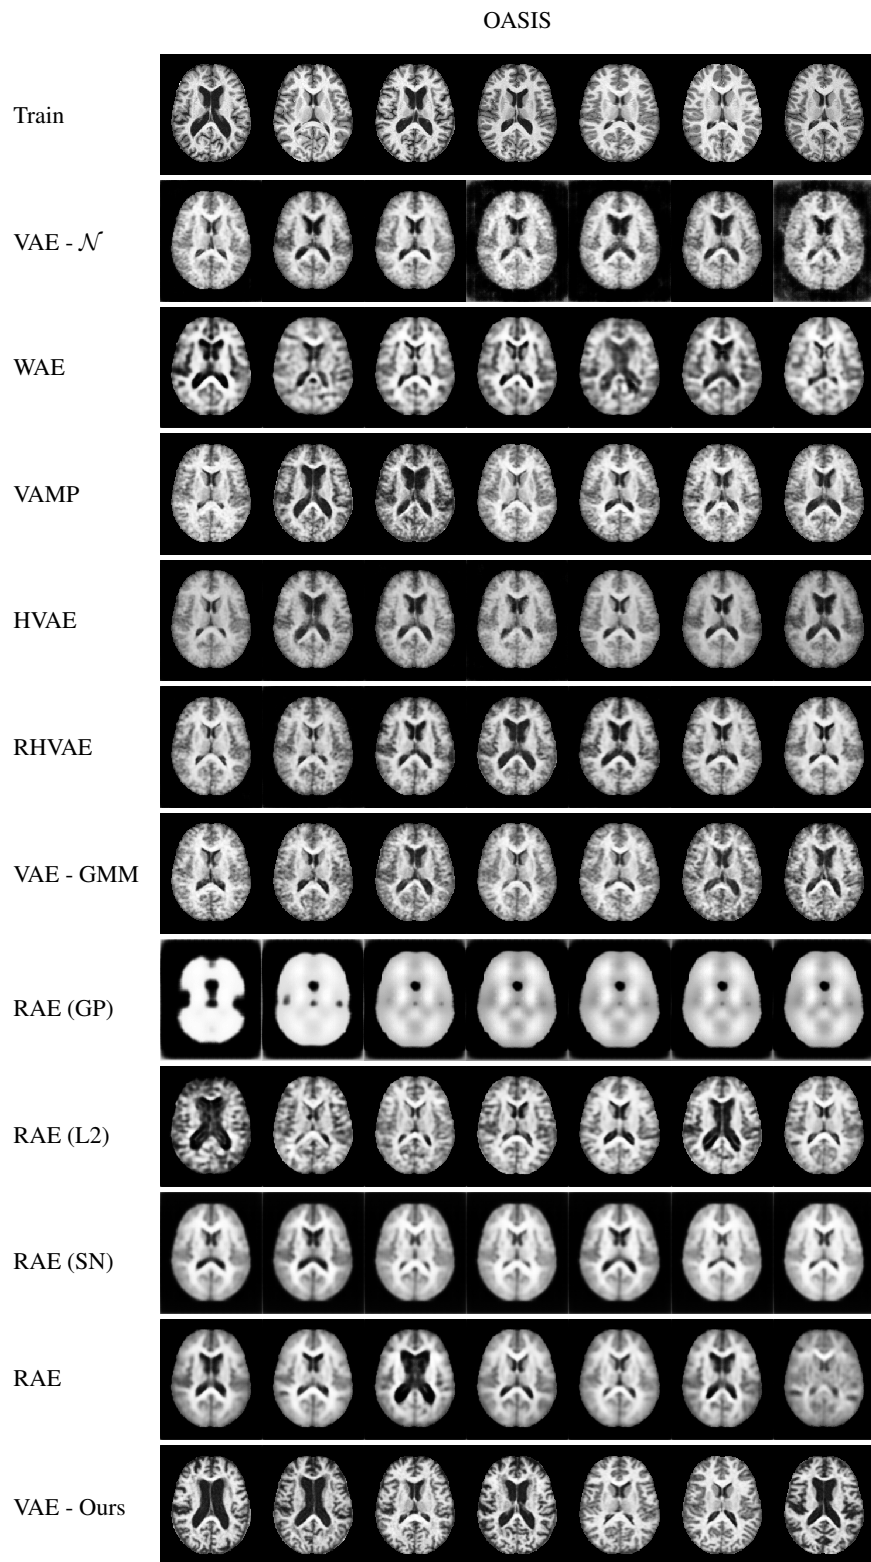 OASIS
Train
VAE - 𝒩
WAE
VAMP
HVAE
RHVAE
VAE - GMM
RAE (GP)
RAE (L2)
RAE (SN)
RAE
VAE - Ours